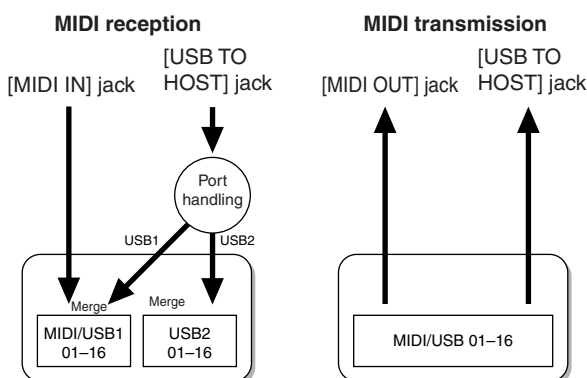 MIDI reception
[MIDI IN] jack
[USB TO
HOST] jack
Port
handling
USB1
USB2
Merge
Merge
MIDI/USB1
01–16
USB2
01–16
MIDI transmission
[MIDI OUT] jack
[USB TO
HOST] jack
MIDI/USB 01–16